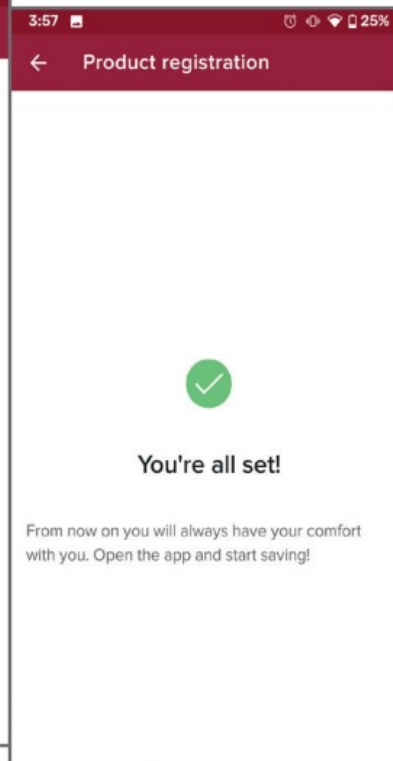 3:57 25%
Product registration
You're all set!
From now on you will always have your comfort
with you. Open the app and start saving!